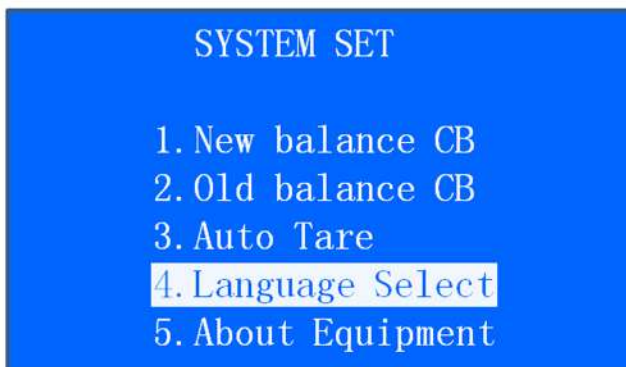 SYSTEM SET
1. New balance CB
2. Old balance CB
3. Auto Tare
4. Language Select
5. About Equipment